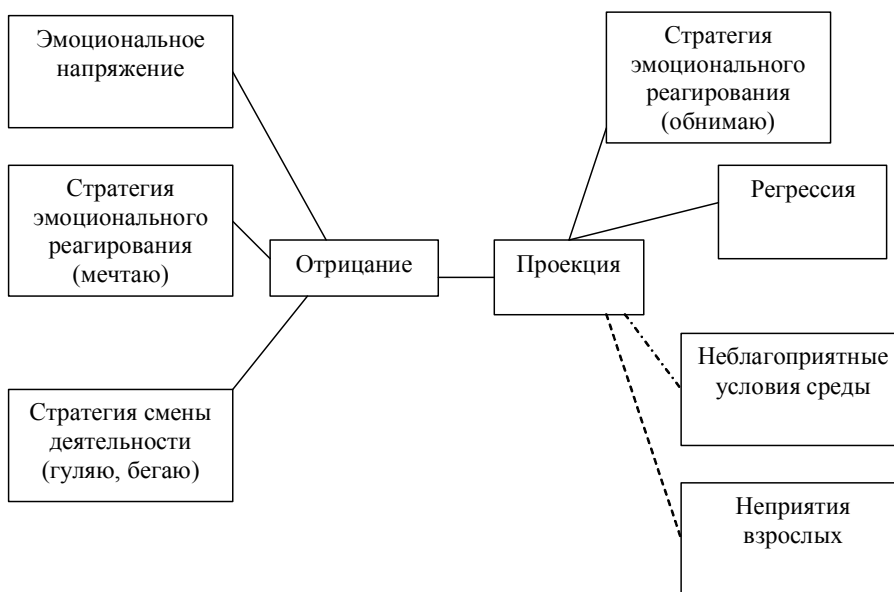 Эмоциональное
напряжение
Стратегия
эмоционального
реагирования
(обнимаю)
Стратегия
эмоционального
реагирования
(мечтаю)
Регрессия
Отрицание
Проекция
Неблагоприятные
условия среды
Стратегия смены
деятельности
(гуляю, бегаю)
Неприятия
взрослых